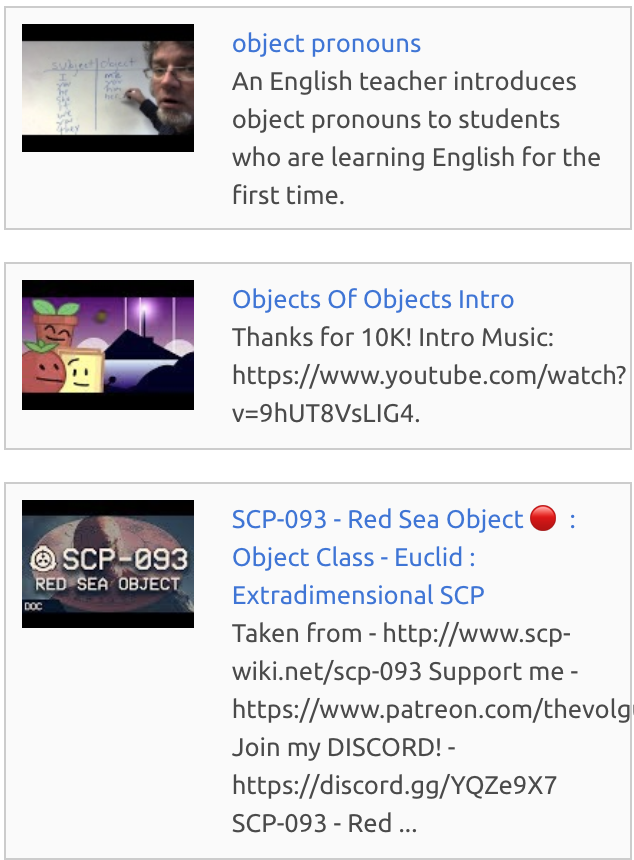 subject object
I me
you you
he him
she her
it
we
you
they
object pronouns
An English teacher introduces
object pronouns to students
who are learning English for the
first time.
Objects Of Objects Intro
Thanks for 10K! Intro Music:
https://www.youtube.com/watch?
v=9hUT8VsLIG4.
SCP-093
RED SEA OBJECT
DOC
SCP-093 - Red Sea Object 🔴 :
Object Class - Euclid :
Extradimensional SCP
Taken from - http://www.scp-
wiki.net/scp-093 Support me -
https://www.patreon.com/thevolg
Join my DISCORD! -
https://discord.gg/YQZe9X7
SCP-093 - Red ...